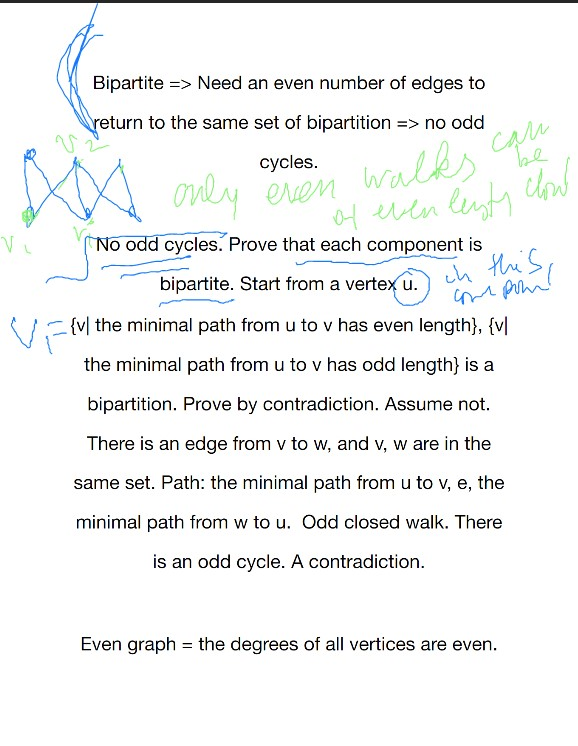 Bipartite => Need an even number of edges to
return to the same set of bipartition => no odd
cycles.
v2
only even walks can be
of even length closed
v1
v2
No odd cycles. Prove that each component is
bipartite. Start from a vertex u.
in this component
V1 = {v| the minimal path from u to v has even length}, {v|
the minimal path from u to v has odd length} is a
bipartition. Prove by contradiction. Assume not.
There is an edge from v to w, and v, w are in the
same set. Path: the minimal path from u to v, e, the
minimal path from w to u. Odd closed walk. There
is an odd cycle. A contradiction.
Even graph = the degrees of all vertices are even.